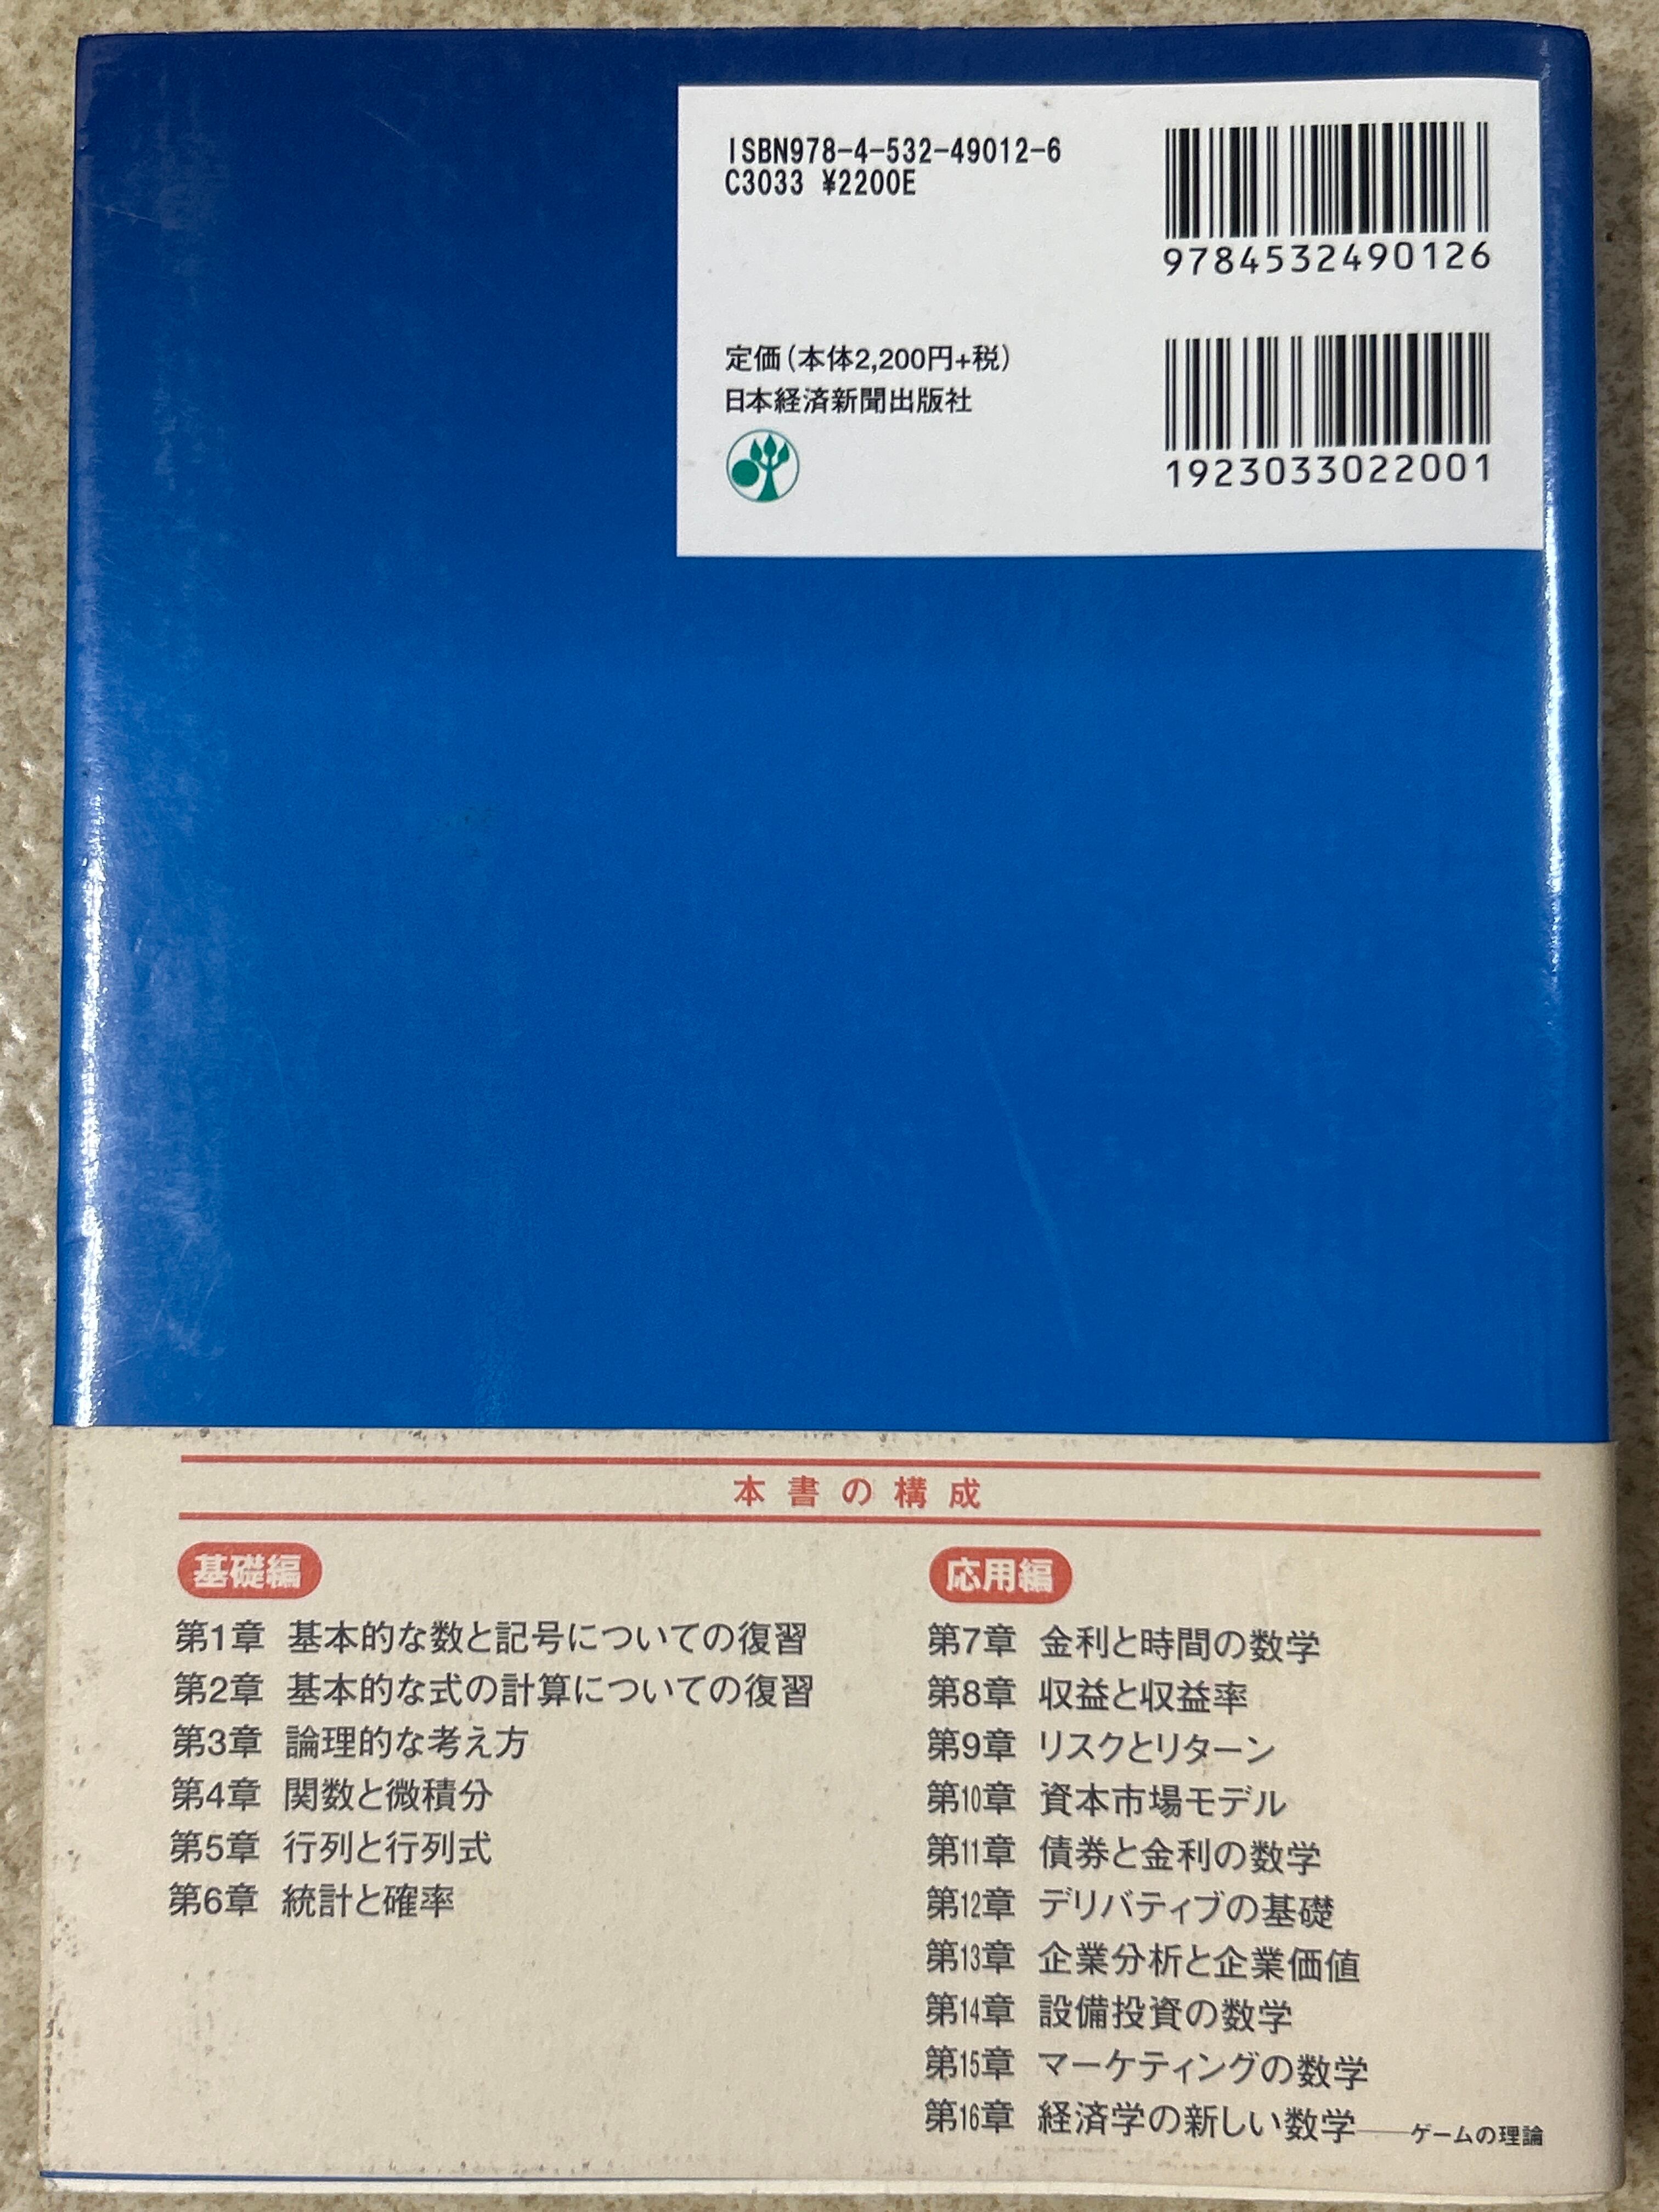 ISBN978-4-532-49012-6
C3033 ¥2200E
9784532490126
定価(本体2,200円+税)
日本経済新聞出版社
1923033022001
本書の構成
基礎編
第1章 基本的な数と記号についての復習
第2章 基本的な式の計算についての復習
第3章 論理的な考え方
第4章 関数と微積分
第5章 行列と行列式
第6章 統計と確率
応用編
第7章 金利と時間の数学
第8章 収益と収益率
第9章 リスクとリターン
第10章 資本市場モデル
第11章 債券と金利の数学
第12章 デリバティブの基礎
第13章 企業分析と企業価値
第14章 設備投資の数学
第15章 マーケティングの数学
第16章 経済学の新しい数学――ゲームの理論